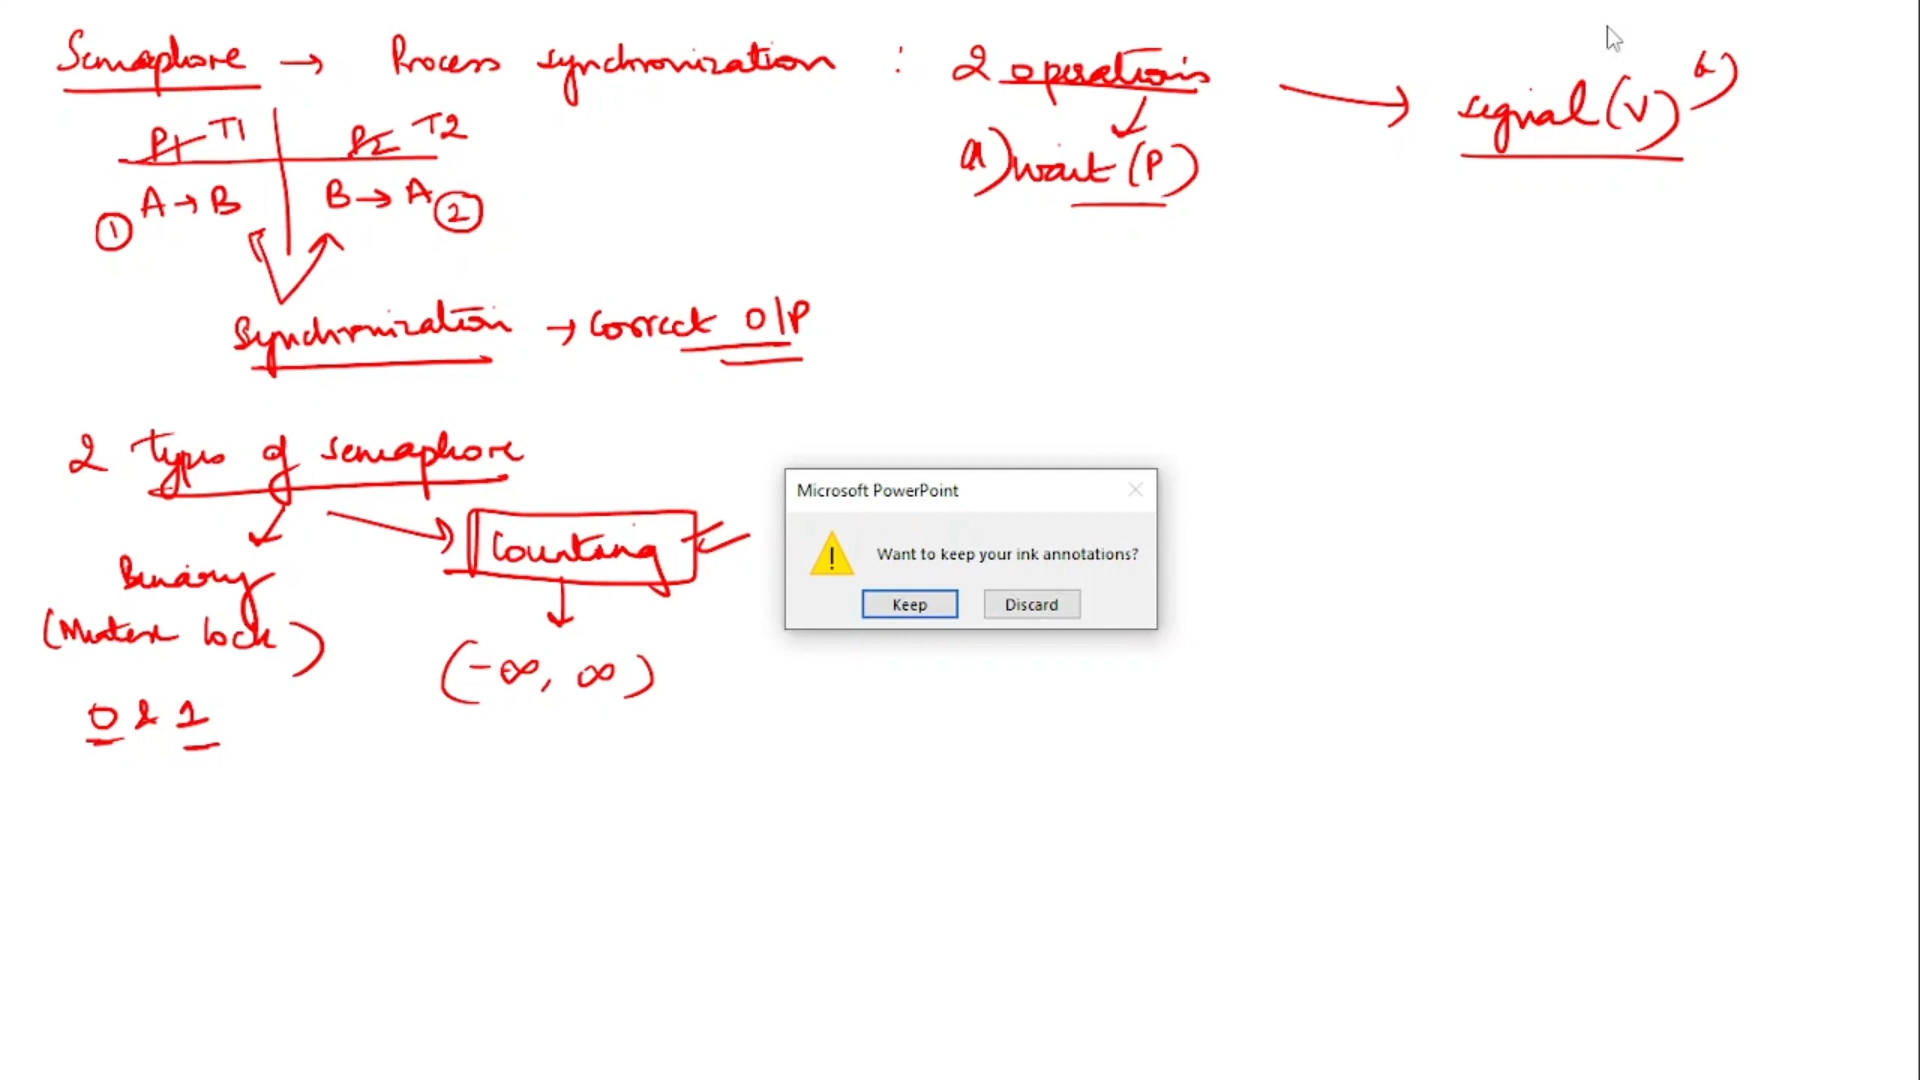 Semaphore → Process synchronization : 2 operations → signal (V) b)
a) wait (P)
P1 T1 P2 T2
① A → B B → A ②
Synchronization → Correct O/P
2 types of semaphore
Counting
Binary
(Mutex lock)
(-∞, ∞)
0 & 1
Microsoft PowerPoint
Want to keep your ink annotations?
Keep Discard